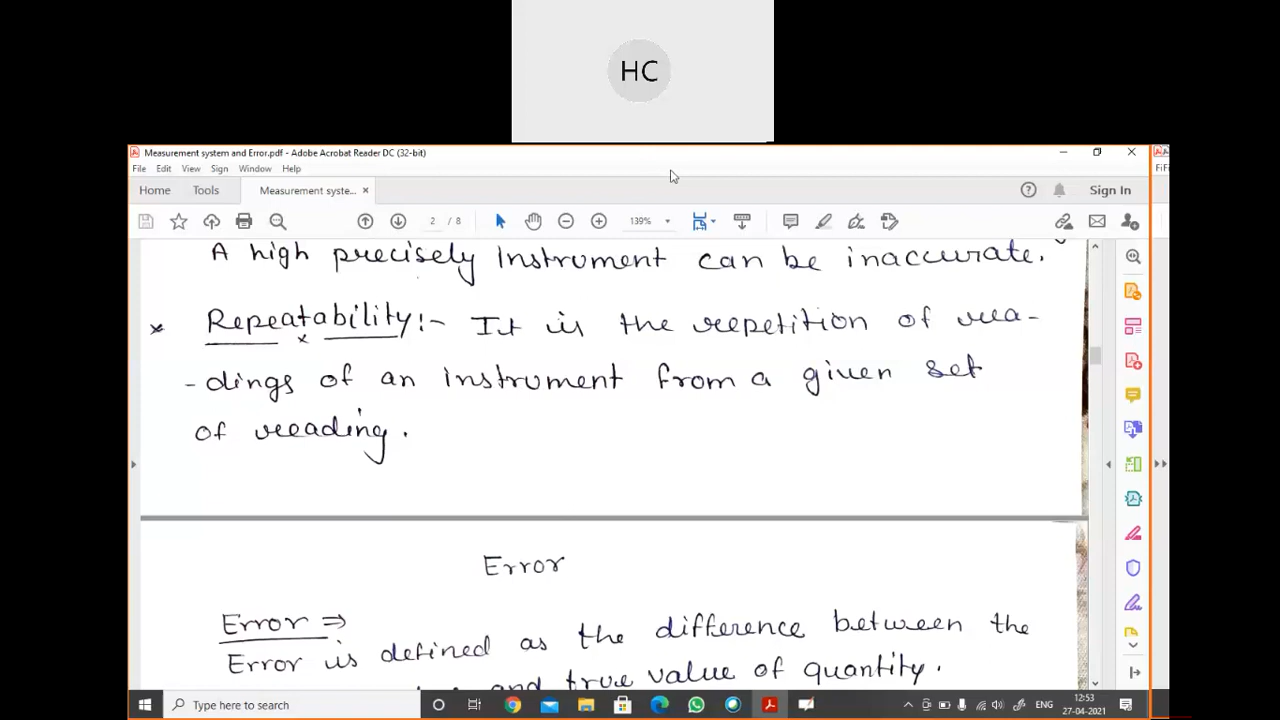 HC
Measurement system and Error.pdf - Adobe Acrobat Reader DC (32-bit)
FiFi
File Edit View Sign Window Help
Home Tools Measurement syste... × Sign In
2 / 8 139%
A high precisely instrument can be inaccurate.
* Repeatability:- It is the repetition of rea-
-dings of an instrument from a given set
of reading.
Error
Error ⇒
Error is defined as the difference between the
and true value of quantity.
Type here to search
ENG 12:53
27-04-2021